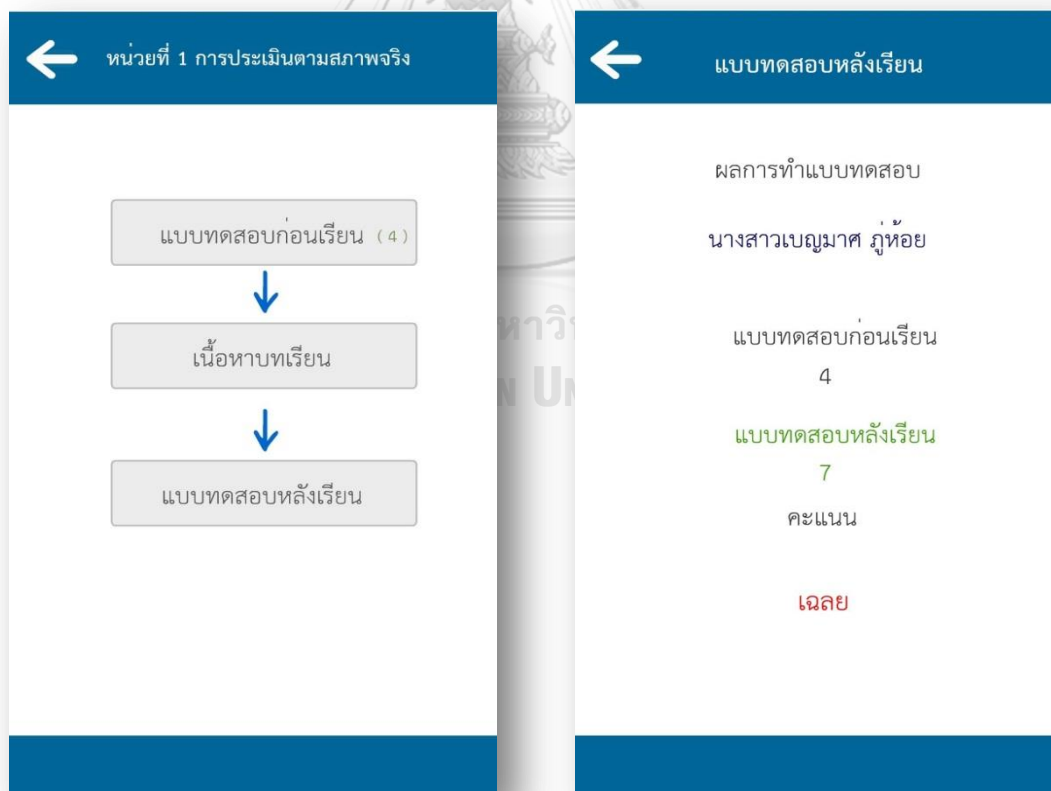 หน่วยที่ 1 การประเมินตามสภาพจริง
แบบทดสอบก่อนเรียน (4)
เนื้อหาบทเรียน
แบบทดสอบหลังเรียน
แบบทดสอบหลังเรียน
ผลการทำแบบทดสอบ
นางสาวเบญมาศ ภู่ห้อย
แบบทดสอบก่อนเรียน
4
แบบทดสอบหลังเรียน
7
คะแนน
เฉลย